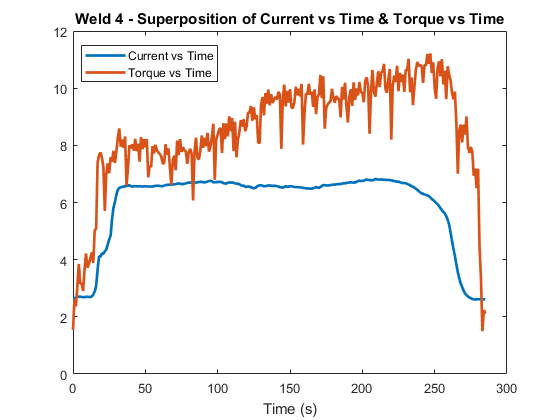 Weld 4 - Superposition of Current vs Time & Torque vs Time
12
Current vs Time
Torque vs Time
10
8
6
4
2
0
0 50 100 150 200 250 300
Time (s)